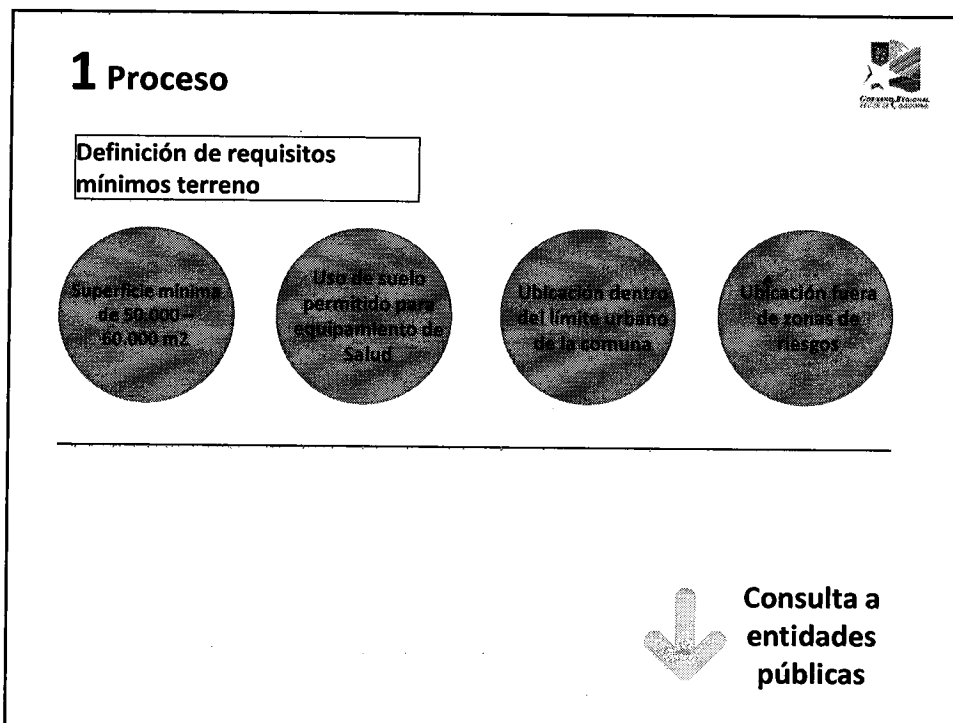 1 Proceso
GOBIERNO REGIONAL
Definición de requisitos
mínimos terreno
Superficie mínima
de 50.000 –
60.000 m2
Uso de suelo
permitido para
equipamiento de
Salud
Ubicación dentro
del límite urbano
de la comuna
Ubicación fuera
de zonas de
riesgos
Consulta a
entidades
públicas